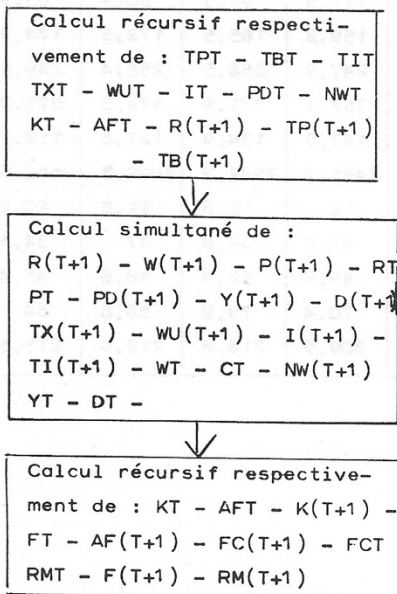 Calcul récursif respecti-
vement de : TPT - TBT - TIT
TXT - WUT - IT - PDT - NWT
KT - AFT - R(T+1) - TP(T+1)
- TB(T+1)
Calcul simultané de :
R(T+1) - W(T+1) - P(T+1) - RT
PT - PD(T+1) - Y(T+1) - D(T+1)
TX(T+1) - WU(T+1) - I(T+1) -
TI(T+1) - WT - CT - NW(T+1)
YT - DT -
Calcul récursif respective-
ment de : KT - AFT - K(T+1) -
FT - AF(T+1) - FC(T+1) - FCT
RMT - F(T+1) - RM(T+1)